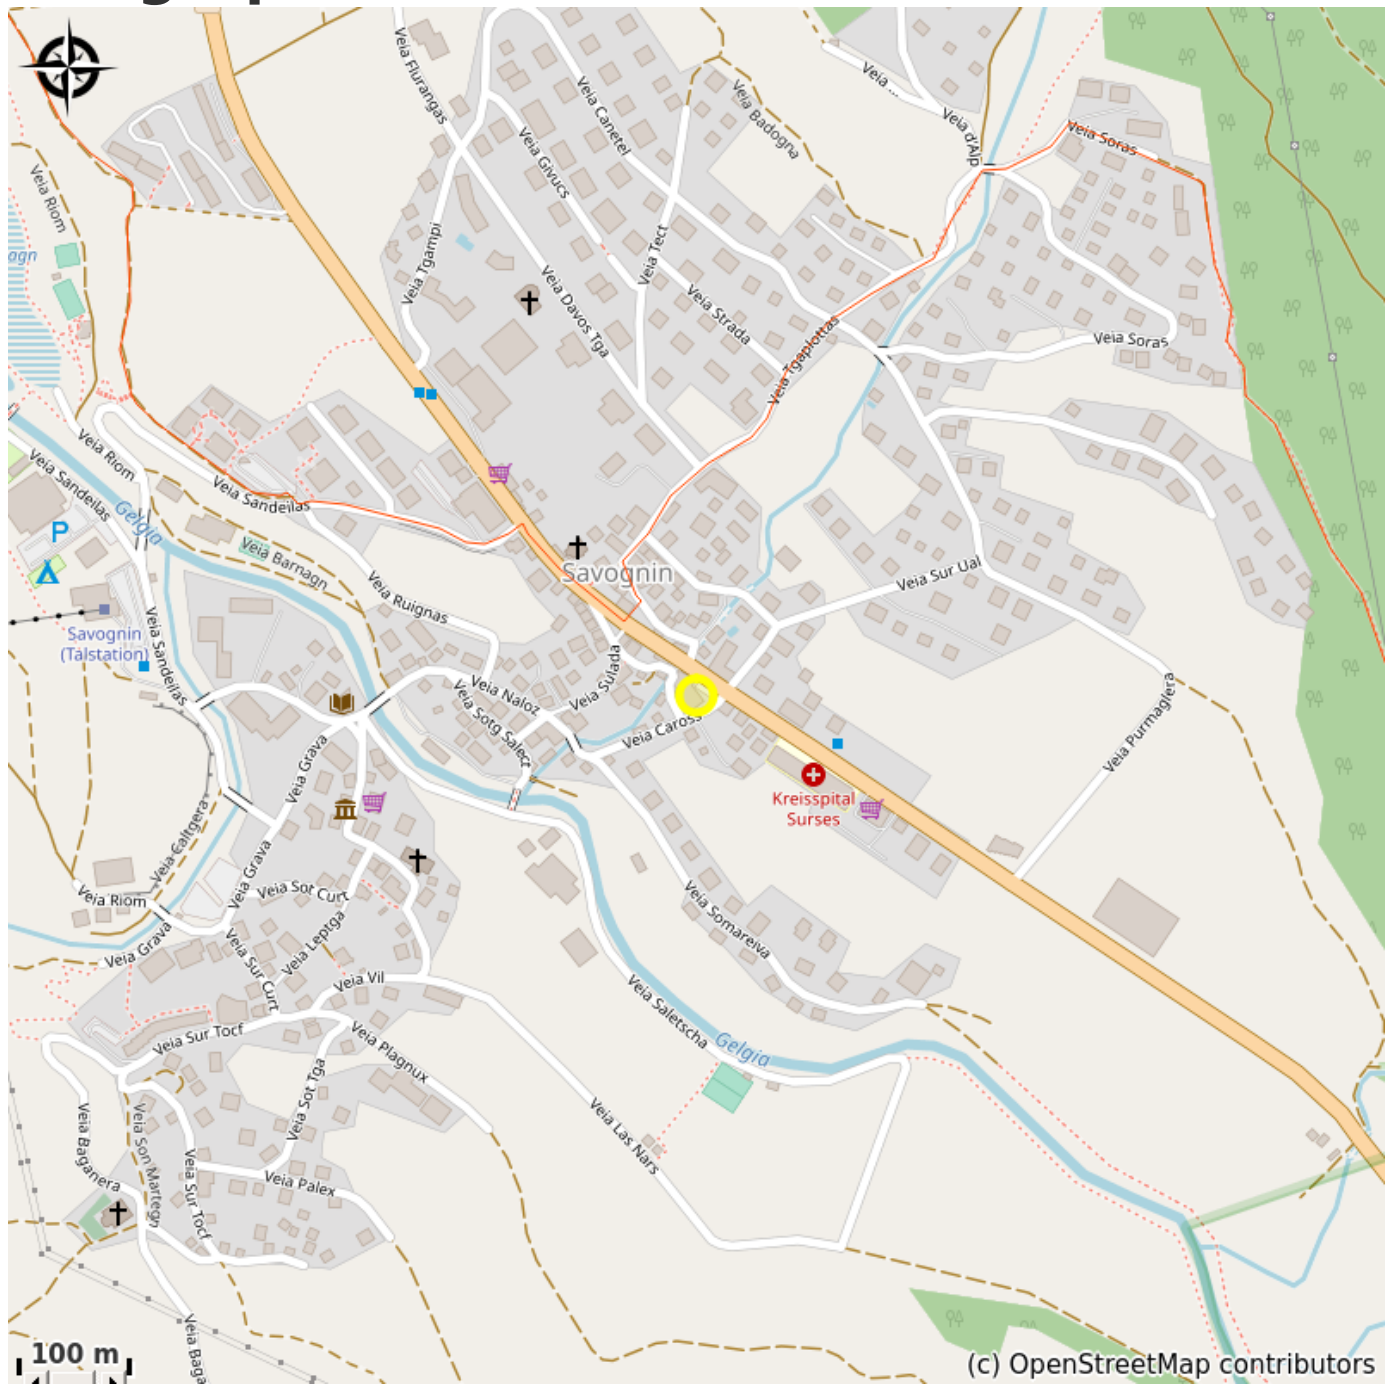 Veia Flurangas
Veia ...
Veia Canetel
Veia Badogna
Veia d'Alp
Veia Soras
Veia Givucs
Veia Riom
Veia Tgampi
Veia Tect
agn
Veia Davos Tga
Veia Strada
Veia Soras
Veia Tgaplottas
Veia Riom
Veia Sandeilas
Veia Sandeilas
Gelgia
P
Veia Barnagn
Savognin
Veia Sur Ual
Veia Ruignas
Savognin
(Talstation)
Veia Sandeilas
Veia Sulada
Veia Naloz
Veia Sotg Salect
Veia Caross
Veia Purmaglera
Veia Grava
Kreisspital
Surses
Veia Caltgera
Veia Grava
Veia Sot Curt
Veia Riom
Veia Leptga
Veia Somareiva
Veia Grava
Veia Sur Curt
Veia Vil
Veia Saletscha
Gelgia
Veia Sur Tocf
Veia Plagnux
Veia Sot Tga
Veia Las Nars
Veia Baganera
Veia Son Martegn
Veia Sur Tocf
Veia Palex
Veia Baga
100 m
(c) OpenStreetMap contributors